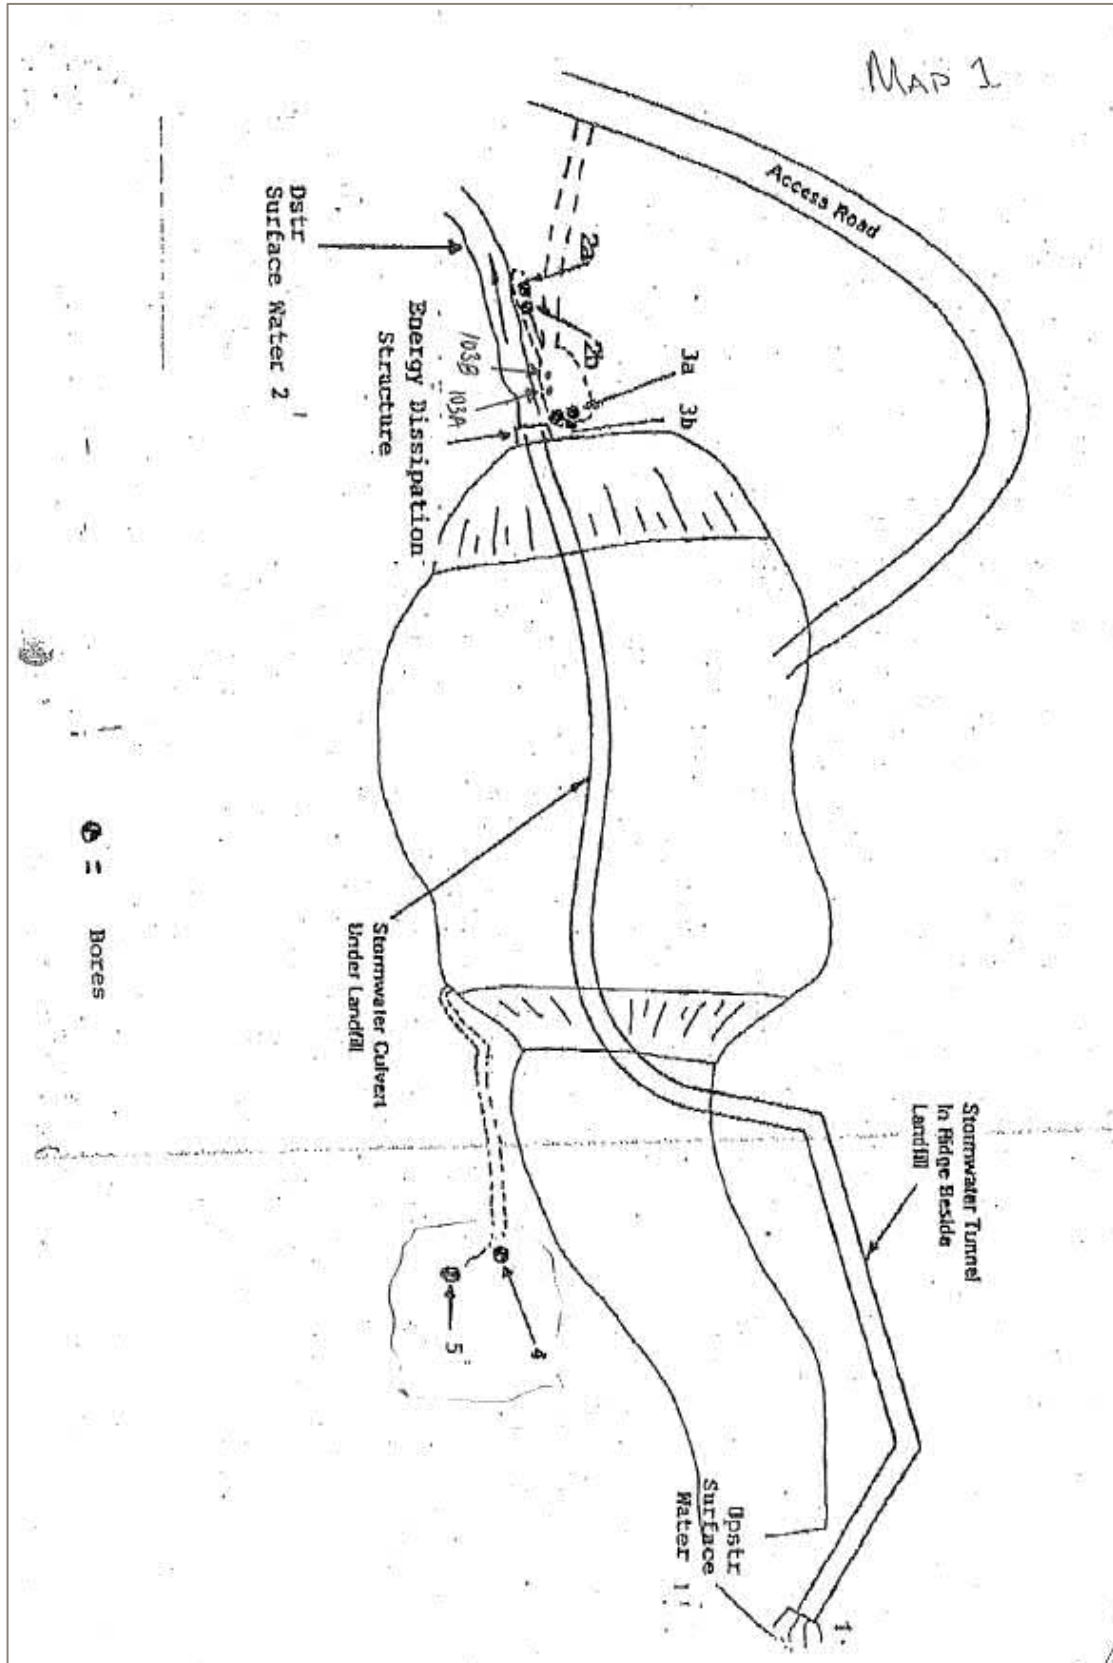 MAP 1
Access Road
Dstr
Surface Water 2
2a
2b
3a
3b
103B
103A
Energy Dissipation
Structure
Stormwater Culvert
Under Landfill
= Bores
Stormwater Tunnel
In Ridge Beside
Landfill
4
5
Upstr
Surface
Water 1
1.